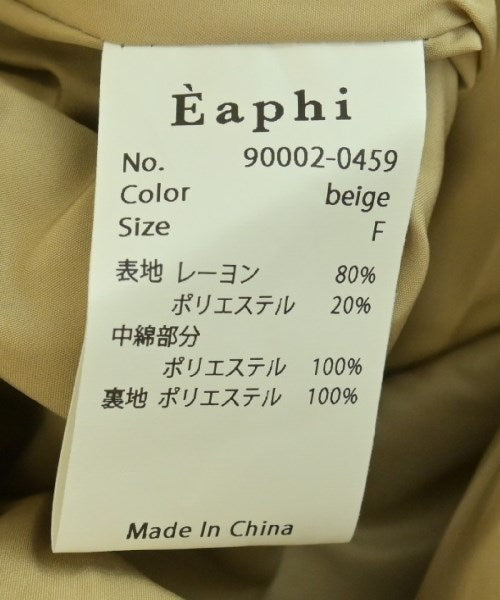 Èaphi
No. 90002-0459
Color beige
Size F
表地 レーヨン 80%
ポリエステル 20%
中綿部分
ポリエステル 100%
裏地 ポリエステル 100%
Made In China